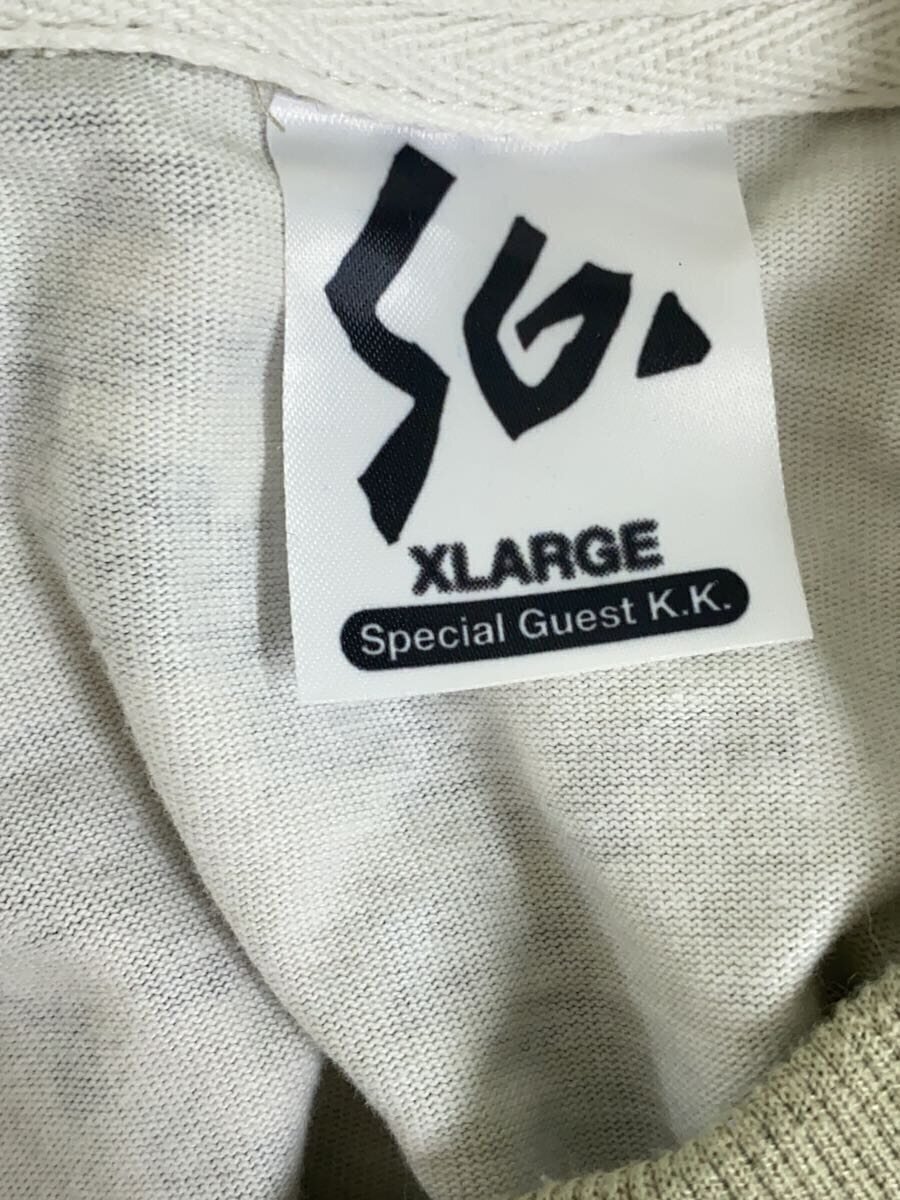 SG.
XLARGE
Special Guest K.K.